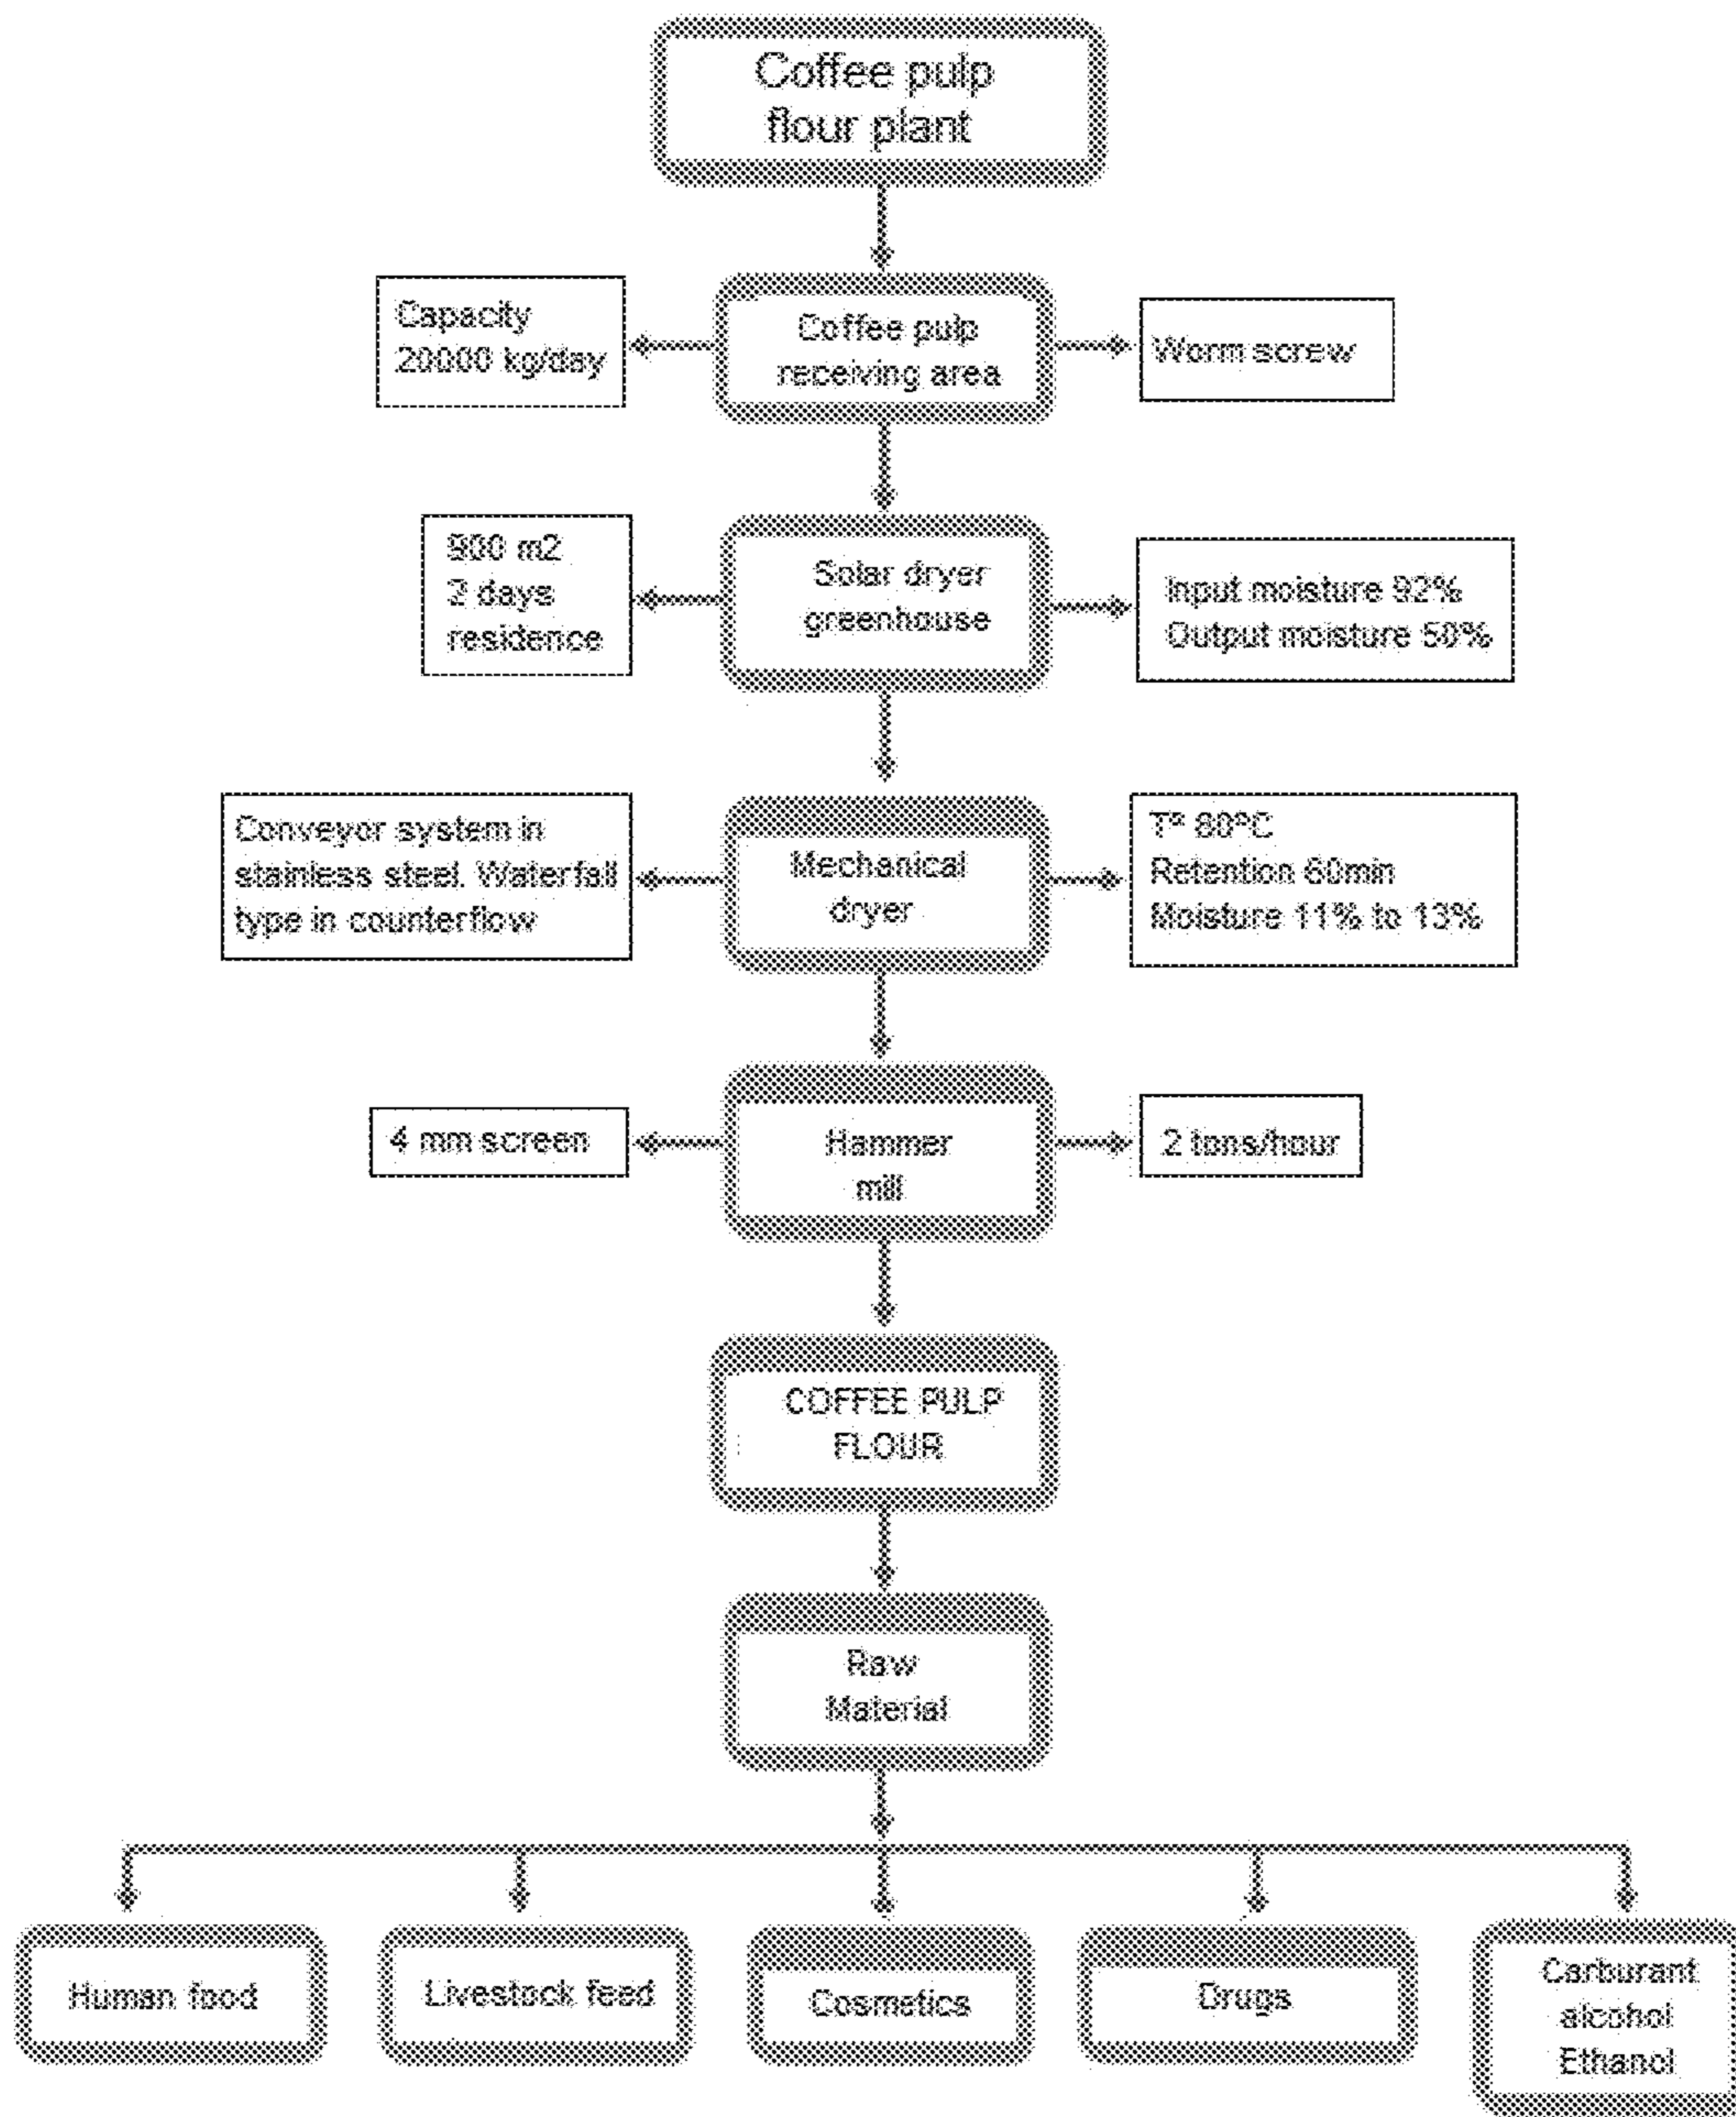 Coffee pulp
flour plant
Capacity
20000 kg/day
Coffee pulp
receiving area
Worm screw
900 m2
2 days
residence
Solar dryer
greenhouse
Input moisture 92%
Output moisture 50%
Conveyor system in
stainless steel. Waterfall
type in counterflow
Mechanical
dryer
Tº 80ºC
Retention 60min
Moisture 11% to 13%
4 mm screen
Hammer
mill
2 tons/hour
COFFEE PULP
FLOUR
Raw
Material
Human food
Livestock feed
Cosmetics
Drugs
Carburant
alcohol
Ethanol